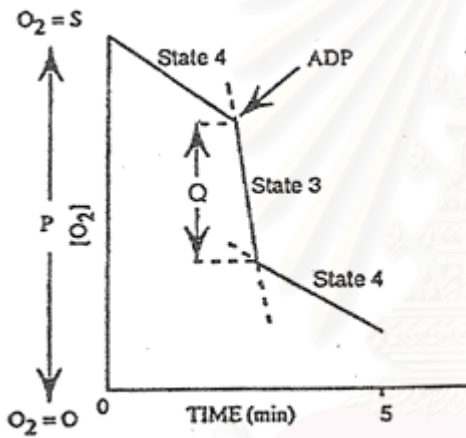 O₂=S
State 4
ADP
Q
State 3
P
[O₂]
State 4
O₂=O
0
TIME (min)
5